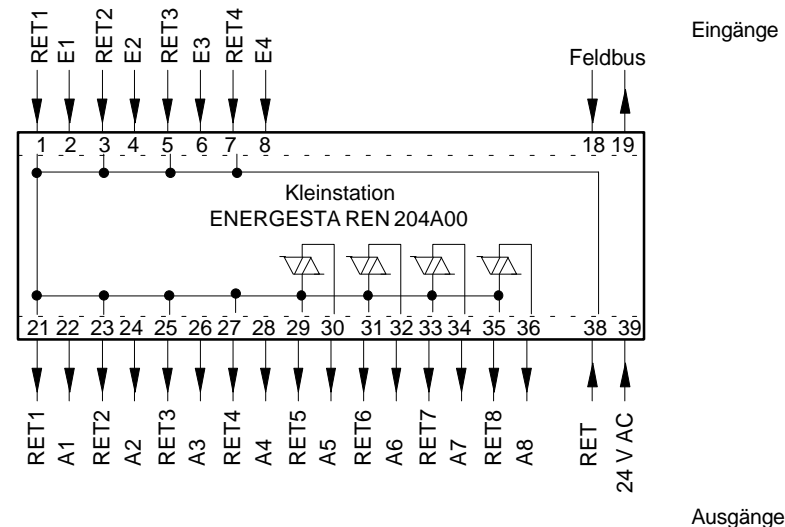 RET1 E1 RET2 E2 RET3 E3 RET4 E4
Eingänge
Feldbus
1 2 3 4 5 6 7 8 18 19
Kleinstation
ENERGESTA REN 204A00
21 22 23 24 25 26 27 28 29 30 31 32 33 34 35 36 38 39
RET1 A1 RET2 A2 RET3 A3 RET4 A4 RET5 A5 RET6 A6 RET7 A7 RET8 A8 RET 24 V AC
Ausgänge